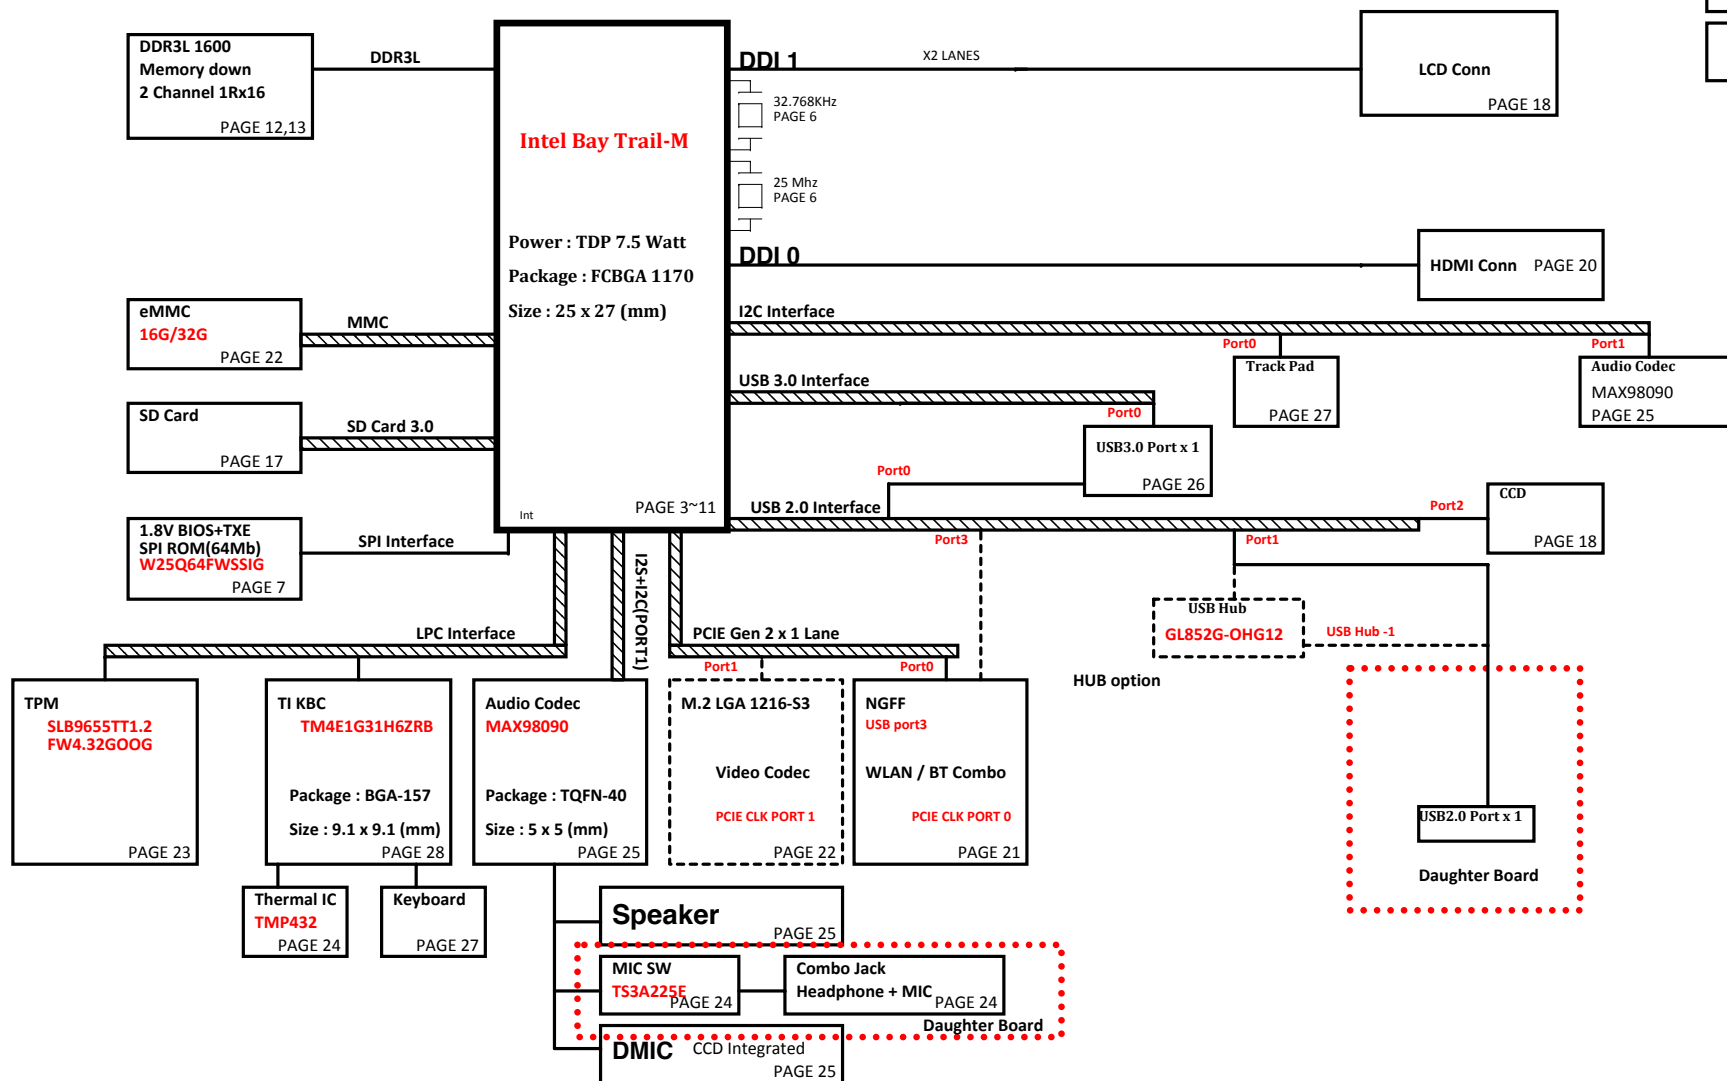 DDR3L 1600
Memory down
2 Channel 1Rx16
PAGE 12,13
DDR3L
Intel Bay Trail-M
Power : TDP 7.5 Watt
Package : FCBGA 1170
Size : 25 x 27 (mm)
Int
PAGE 3~11
DDI 1
X2 LANES
LCD Conn
PAGE 18
32.768KHz
PAGE 6
25 Mhz
PAGE 6
DDI 0
HDMI Conn PAGE 20
eMMC
16G/32G
PAGE 22
MMC
I2C Interface
Port0
Port1
Track Pad
PAGE 27
Audio Codec
MAX98090
PAGE 25
USB 3.0 Interface
Port0
USB3.0 Port x 1
PAGE 26
SD Card
PAGE 17
SD Card 3.0
Port0
USB 2.0 Interface
Port2
CCD
PAGE 18
Port3
Port1
1.8V BIOS+TXE
SPI ROM(64Mb)
W25Q64FWSSIG
PAGE 7
SPI Interface
I2S+I2C(PORT1)
USB Hub
GL852G-OHG12
USB Hub -1
HUB option
LPC Interface
PCIE Gen 2 x 1 Lane
Port1
Port0
TPM
SLB9655TT1.2
FW4.32GOOG
PAGE 23
TI KBC
TM4E1G31H6ZRB
Package : BGA-157
Size : 9.1 x 9.1 (mm)
PAGE 28
Audio Codec
MAX98090
Package : TQFN-40
Size : 5 x 5 (mm)
PAGE 25
M.2 LGA 1216-S3
Video Codec
PCIE CLK PORT 1
PAGE 22
NGFF
USB port3
WLAN / BT Combo
PCIE CLK PORT 0
PAGE 21
USB2.0 Port x 1
Daughter Board
Thermal IC
TMP432
PAGE 24
Keyboard
PAGE 27
Speaker
PAGE 25
MIC SW
TS3A225E
PAGE 24
Combo Jack
Headphone + MIC
PAGE 24
Daughter Board
DMIC CCD Integrated
PAGE 25